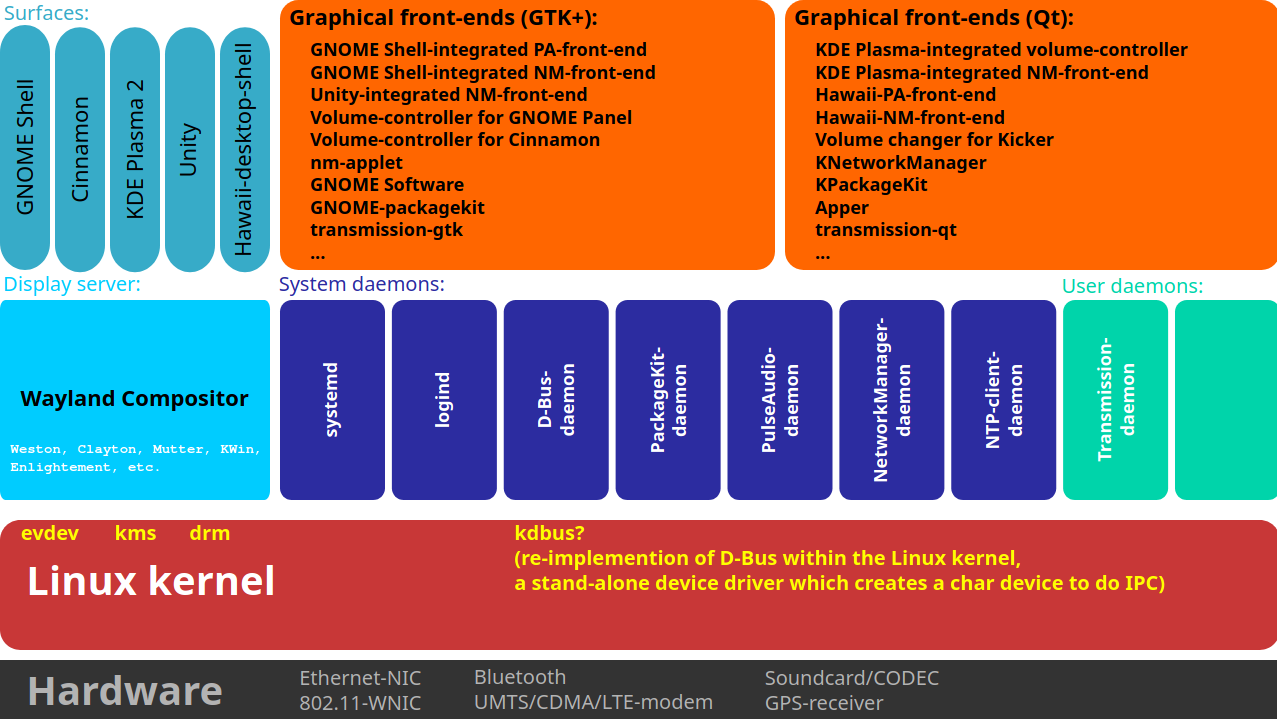 Surfaces:
GNOME Shell
Cinnamon
KDE Plasma 2
Unity
Hawaii-desktop-shell
Graphical front-ends (GTK+):
GNOME Shell-integrated PA-front-end
GNOME Shell-integrated NM-front-end
Unity-integrated NM-front-end
Volume-controller for GNOME Panel
Volume-controller for Cinnamon
nm-applet
GNOME Software
GNOME-packagekit
transmission-gtk
...
Graphical front-ends (Qt):
KDE Plasma-integrated volume-controller
KDE Plasma-integrated NM-front-end
Hawaii-PA-front-end
Hawaii-NM-front-end
Volume changer for Kicker
KNetworkManager
KPackageKit
Apper
transmission-qt
...
Display server:
Wayland Compositor
Weston, Clayton, Mutter, KWin,
Enlightement, etc.
System daemons:
systemd
logind
D-Bus-
daemon
PackageKit-
daemon
PulseAudio-
daemon
NetworkManager-
daemon
NTP-client-
daemon
User daemons:
Transmission-
daemon
evdev kms drm
Linux kernel
kdbus?
(re-implemention of D-Bus within the Linux kernel,
a stand-alone device driver which creates a char device to do IPC)
Hardware
Ethernet-NIC
802.11-WNIC
Bluetooth
UMTS/CDMA/LTE-modem
Soundcard/CODEC
GPS-receiver